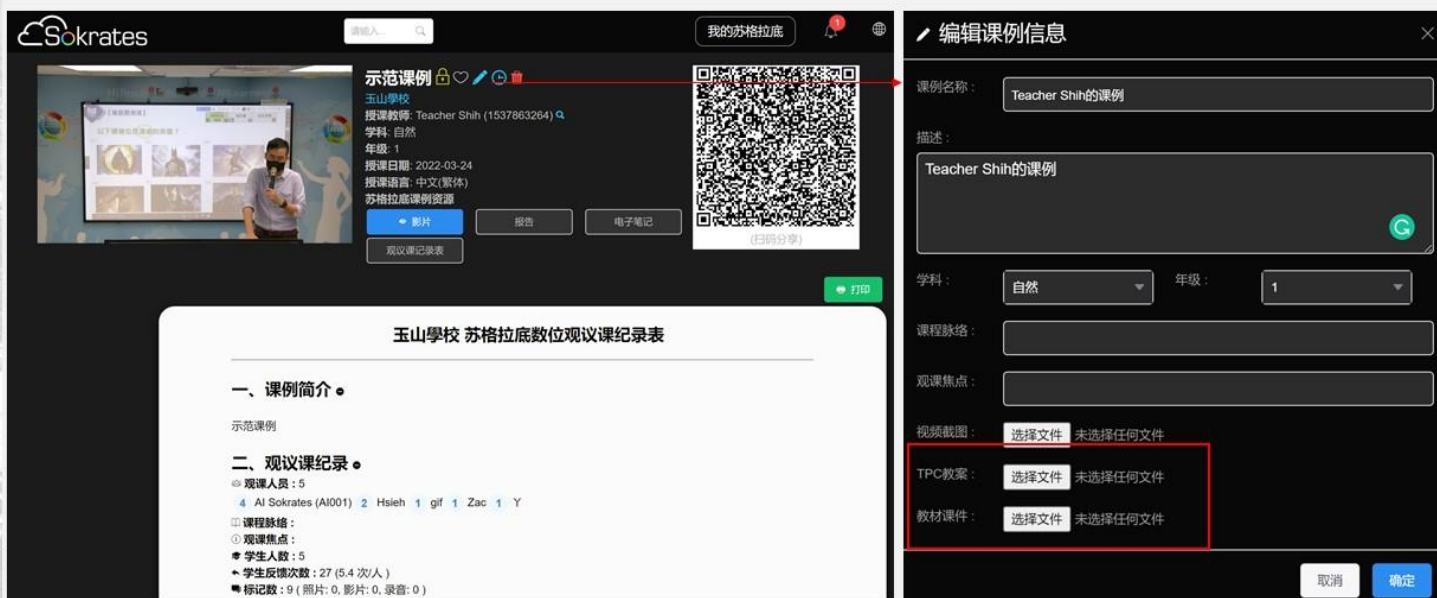 Sokrates
请输入...
我的苏格拉底
1
示范课例
玉山學校
授课教师: Teacher Shih (1537863264)
学科: 自然
年级: 1
授课日期: 2022-03-24
授课语言: 中文(繁体)
苏格拉底课例资源
影片
报告
电子笔记
观议课记录表
(扫码分享)
打印
玉山學校 苏格拉底数位观议课纪录表
一、课例简介
示范课例
二、观议课纪录
观课人员：5
4 AI Sokrates (AI001) 2 Hsieh 1 gif 1 Zac 1 Y
课程脉络：
观课焦点：
学生人数：5
学生反馈次数：27 (5.4 次/人 )
标记数：9 ( 照片: 0, 影片: 0, 录音: 0 )
编辑课例信息
课例名称：
Teacher Shih的课例
描述：
Teacher Shih的课例
学科： 自然 年级： 1
课程脉络：
观课焦点：
视频截图： 选择文件 未选择任何文件
TPC教案： 选择文件 未选择任何文件
教材课件： 选择文件 未选择任何文件
取消 确定